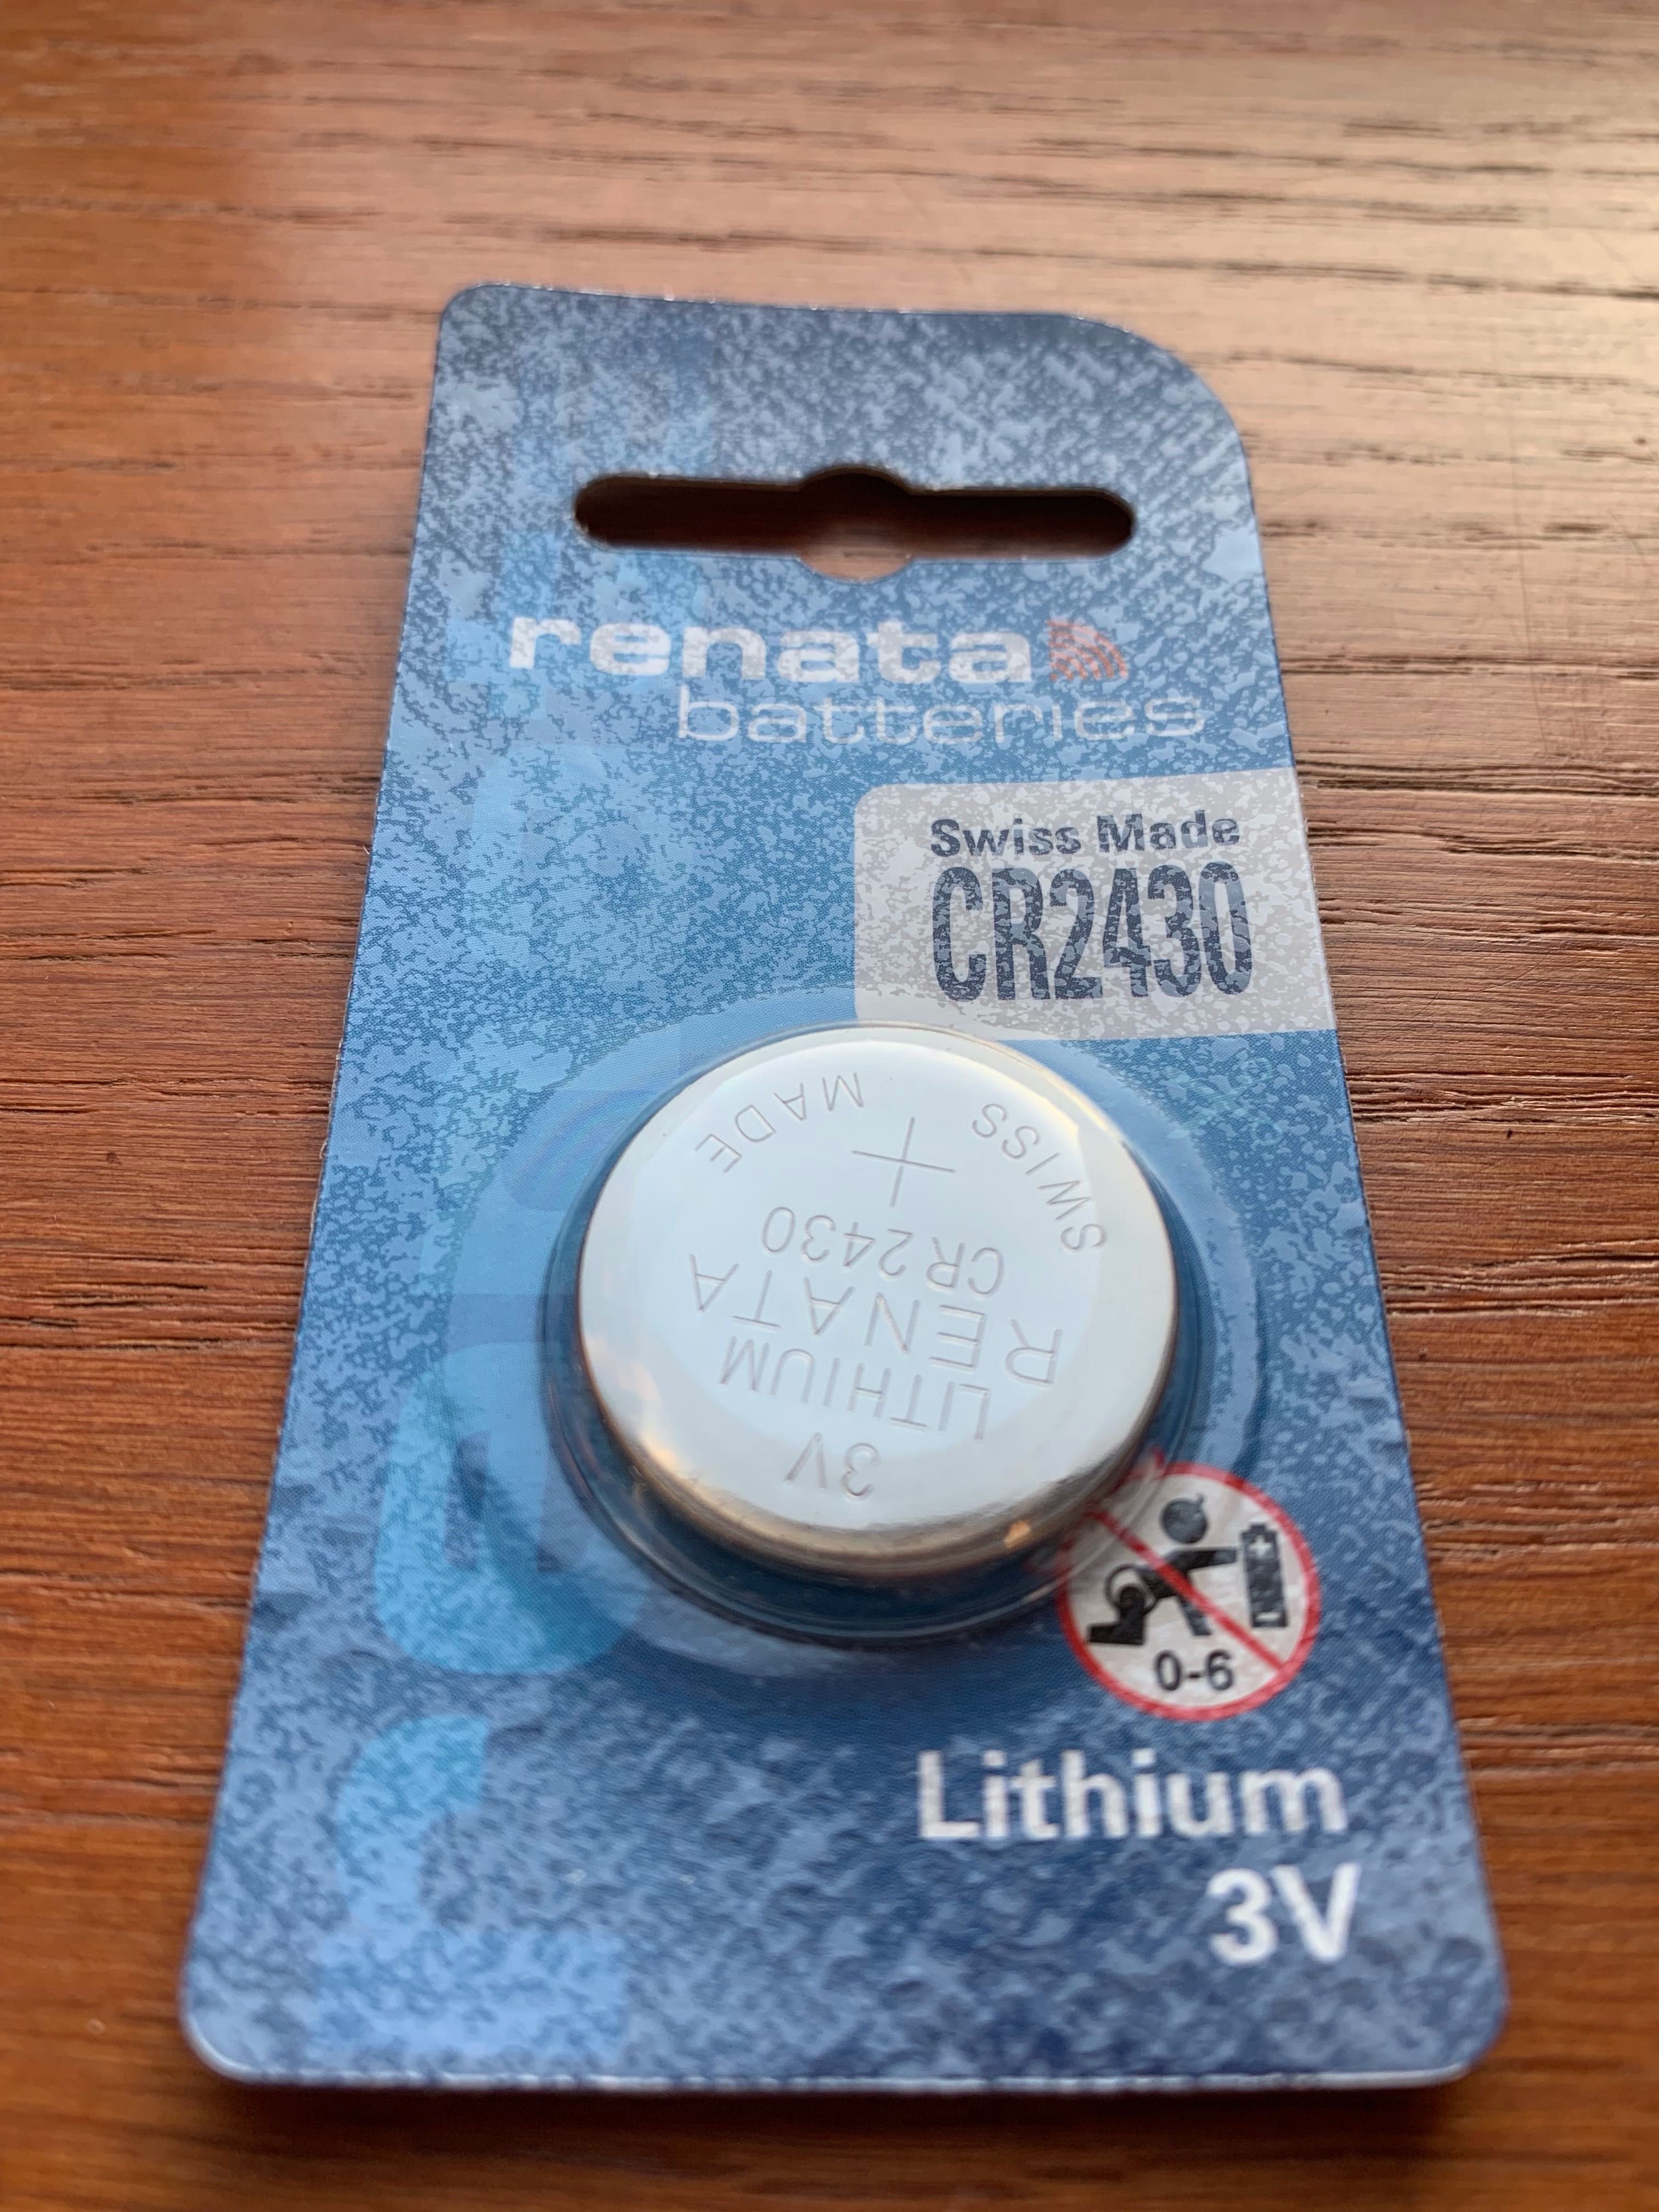 renata
batteries
Swiss Made
CR2430
SWISS MADE
CR2430
RENATA
LITHIUM
3V
0-6
Lithium
3V